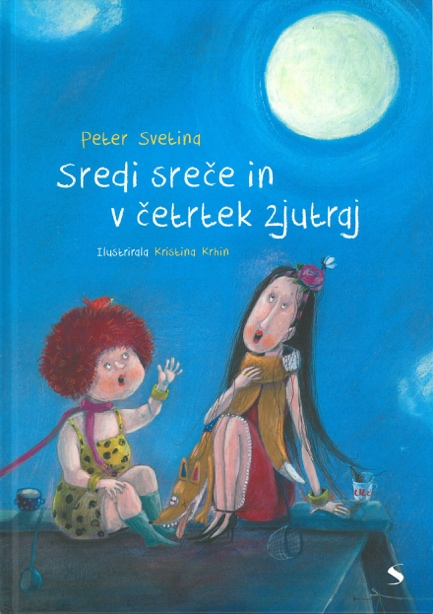 Peter Svetina
Sredi sreče in
v četrtek zjutraj
Ilustrirala Kristina Krhin
S